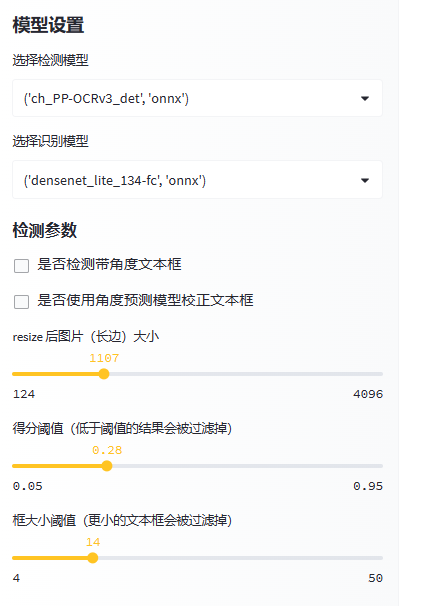 模型设置
选择检测模型
('ch_PP-OCRv3_det', 'onnx')
选择识别模型
('densenet_lite_134-fc', 'onnx')
检测参数
是否检测带角度文本框
是否使用角度预测模型校正文本框
resize 后图片（长边）大小
1107
124 4096
得分阈值（低于阈值的结果会被过滤掉）
0.28
0.05 0.95
框大小阈值（更小的文本框会被过滤掉）
14
4 50